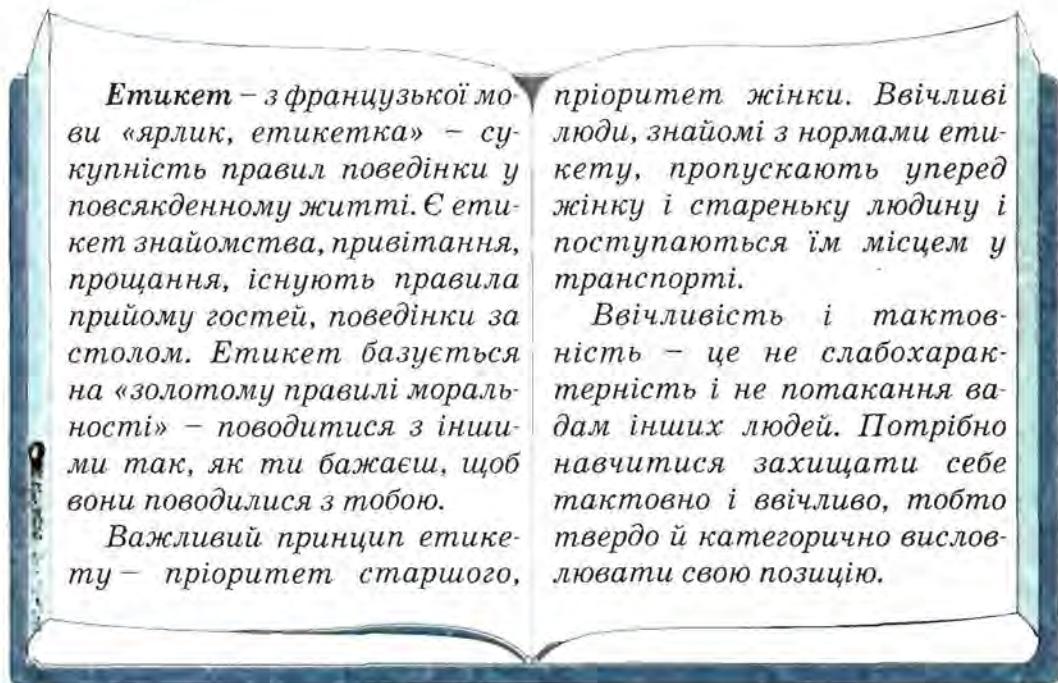 Етикет – з французької мо-
ви «ярлик, етикетка» – су-
купність правил поведінки у
повсякденному житті. Є ети-
кет знайомства, привітання,
прощання, існують правила
прийому гостей, поведінки за
столом. Етикет базується
на «золотому правилі мораль-
ності» – поводитися з інши-
ми так, як ти бажаєш, щоб
вони поводилися з тобою.
Важливий принцип етике-
ту – пріоритет старшого,
пріоритет жінки. Ввічливі
люди, знайомі з нормами ети-
кету, пропускають уперед
жінку і стареньку людину і
поступаються їм місцем у
транспорті.
Ввічливість і тактов-
ність – це не слабохарак-
терність і не потакання ва-
дам інших людей. Потрібно
навчитися захищати себе
тактовно і ввічливо, тобто
твердо й категорично вислов-
лювати свою позицію.